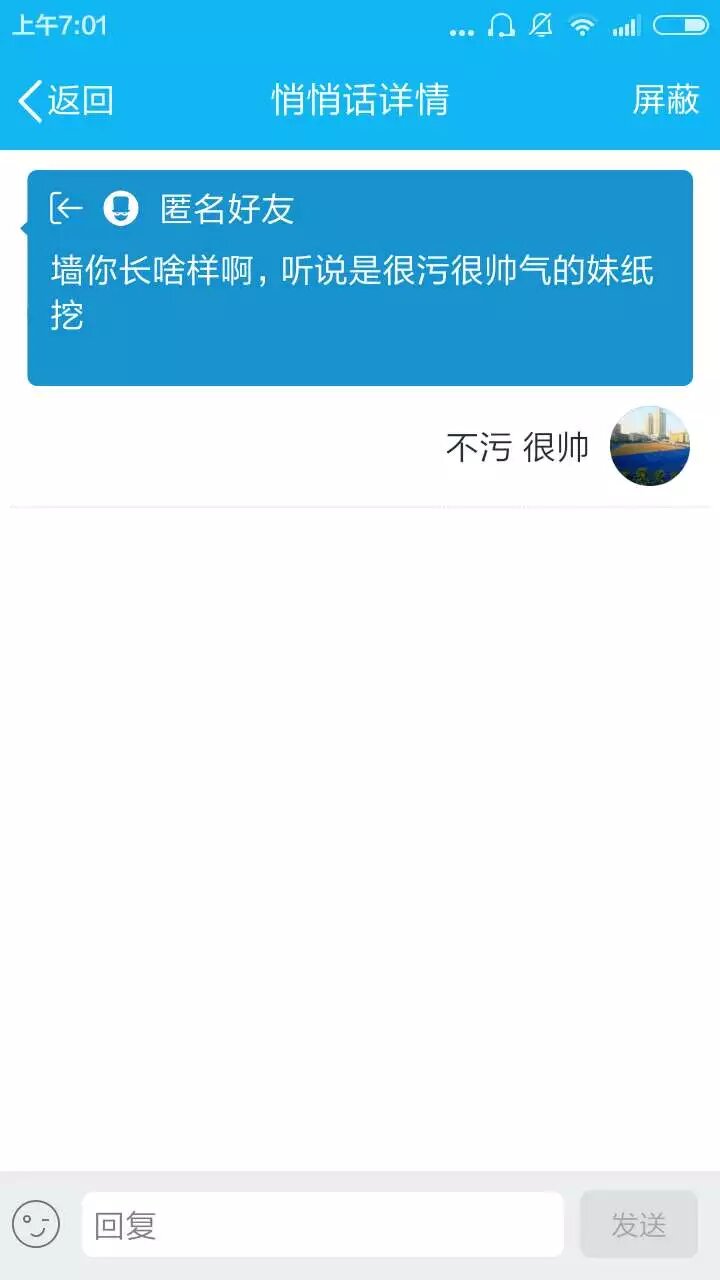 上午7:01
返回
悄悄话详情
屏蔽
匿名好友
墙你长啥样啊，听说是很污很帅气的妹纸
挖
不污 很帅
回复
发送